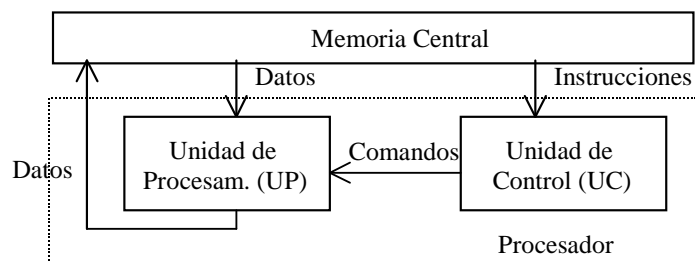 Memoria Central
Datos
Instrucciones
Unidad de
Procesam. (UP)
Comandos
Unidad de
Control (UC)
Datos
Procesador